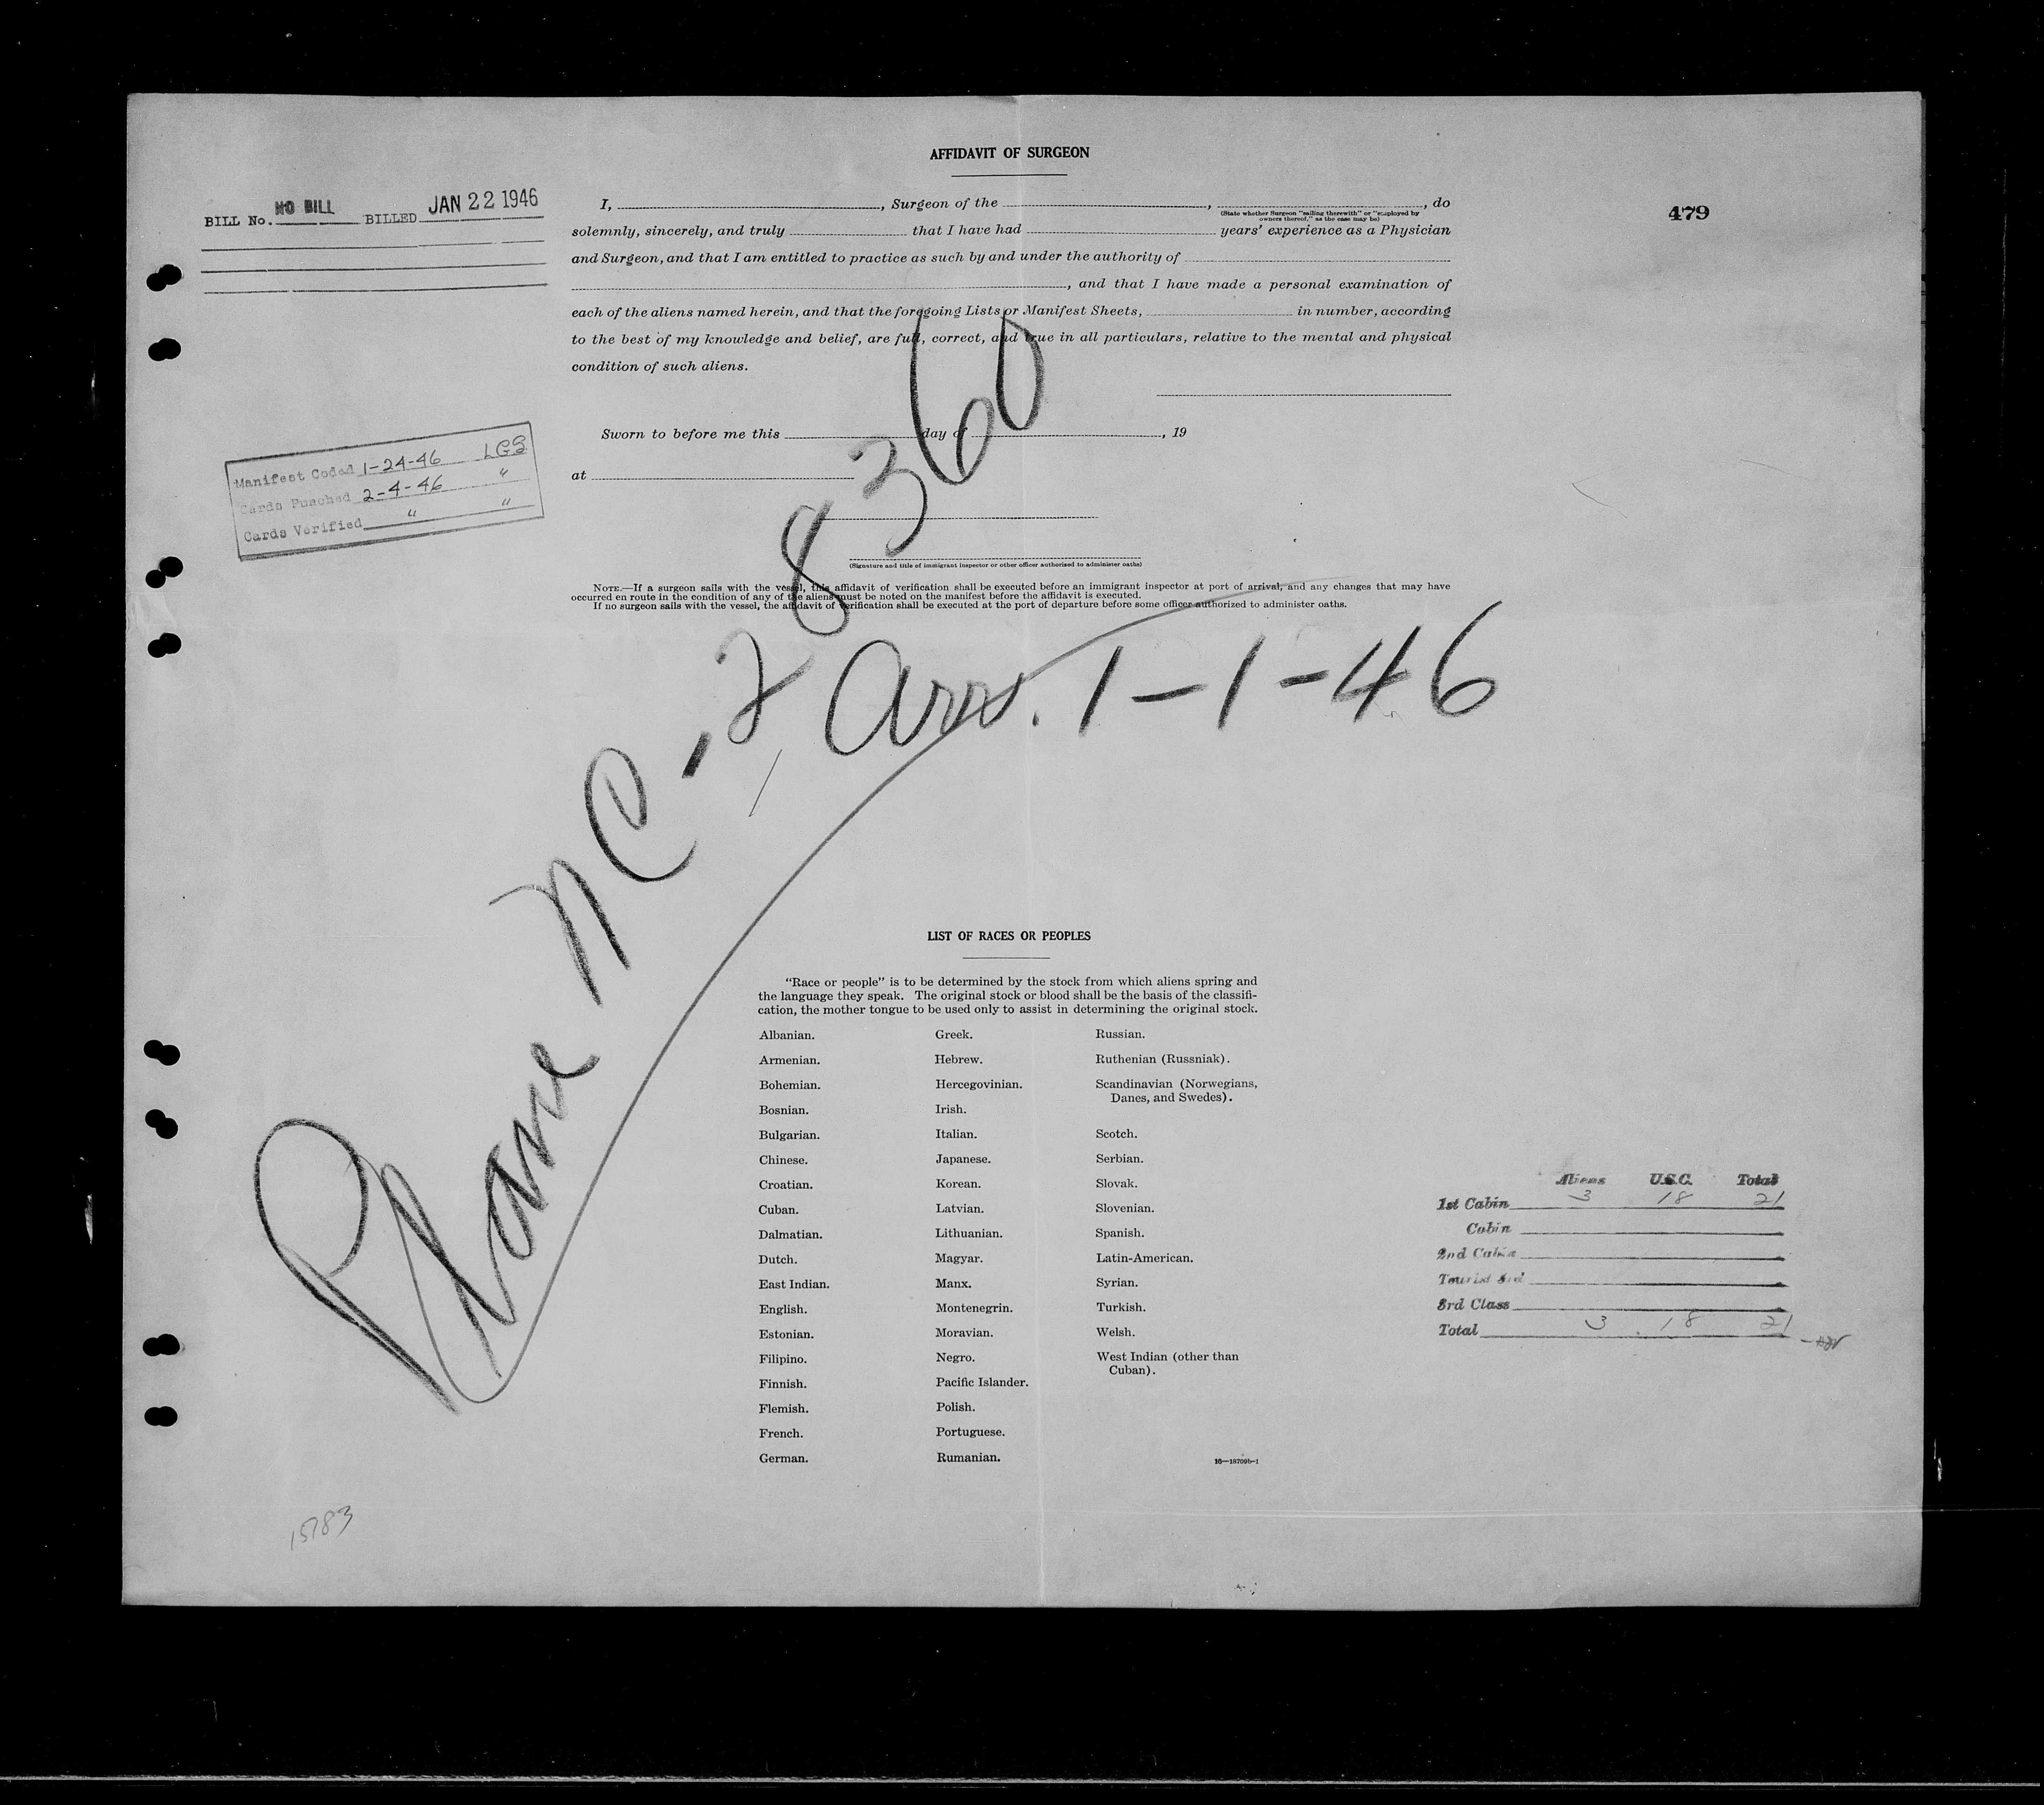 AFFIDAVIT OF SURGEON
479
BILL No. NO BILL BILLED JAN 22 1946
I, , Surgeon of the , , do
(State whether Surgeon "sailing therewith" or "employed by
owners thereof," as the case may be)
solemnly, sincerely, and truly that I have had years' experience as a Physician
and Surgeon, and that I am entitled to practice as such by and under the authority of
, and that I have made a personal examination of
each of the aliens named herein, and that the foregoing Lists or Manifest Sheets, in number, according
to the best of my knowledge and belief, are full, correct, and true in all particulars, relative to the mental and physical
condition of such aliens.
Sworn to before me this day of , 19
at
Manifest Coded 1-24-46 LGS
Cards Punched 2-4-46 "
Cards Verified " "
(Signature and title of immigrant inspector or other officer authorized to administer oaths)
NOTE.—If a surgeon sails with the vessel, this affidavit of verification shall be executed before an immigrant inspector at port of arrival, and any changes that may have
occurred en route in the condition of any of the aliens must be noted on the manifest before the affidavit is executed.
If no surgeon sails with the vessel, the affidavit of verification shall be executed at the port of departure before some officer authorized to administer oaths.
Plane NC-28360
Arr. 1-1-46
LIST OF RACES OR PEOPLES
"Race or people" is to be determined by the stock from which aliens spring and
the language they speak. The original stock or blood shall be the basis of the classifi-
cation, the mother tongue to be used only to assist in determining the original stock.
Albanian. Greek. Russian.
Armenian. Hebrew. Ruthenian (Russniak).
Bohemian. Hercegovinian. Scandinavian (Norwegians,
Danes, and Swedes).
Bosnian. Irish.
Bulgarian. Italian. Scotch.
Chinese. Japanese. Serbian.
Croatian. Korean. Slovak.
Cuban. Latvian. Slovenian.
Dalmatian. Lithuanian. Spanish.
Dutch. Magyar. Latin-American.
East Indian. Manx. Syrian.
English. Montenegrin. Turkish.
Estonian. Moravian. Welsh.
Filipino. Negro. West Indian (other than
Cuban).
Finnish. Pacific Islander.
Flemish. Polish.
French. Portuguese.
German. Rumanian.
16—18709b-1
Aliens U.S.C. Total
1st Cabin 3 18 21
Cabin
2nd Cabin
Tourist 3rd
3rd Class
Total 3 18 21
15783